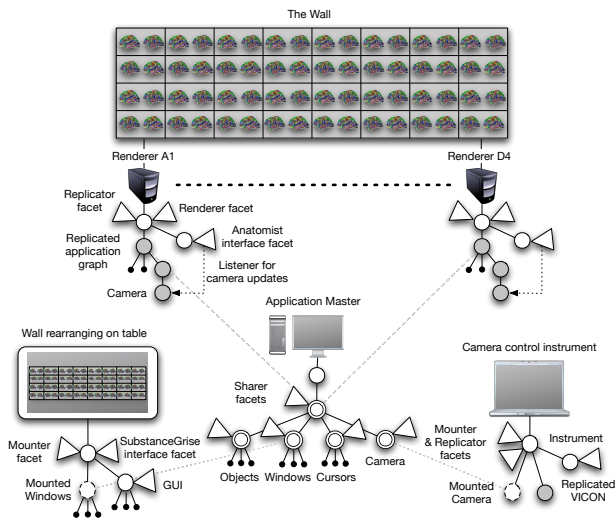 The Wall
Renderer A1
Renderer D4
Replicator
facet
Renderer facet
Anatomist
interface facet
Replicated
application
graph
Listener for
camera updates
Camera
Application Master
Wall rearranging on table
Camera control instrument
Sharer
facets
Mounter
facet
SubstanceGrise
interface facet
Mounter
& Replicator
facets
Instrument
Camera
Objects
Windows
Cursors
Mounted
Windows
GUI
Mounted
Camera
Replicated
VICON